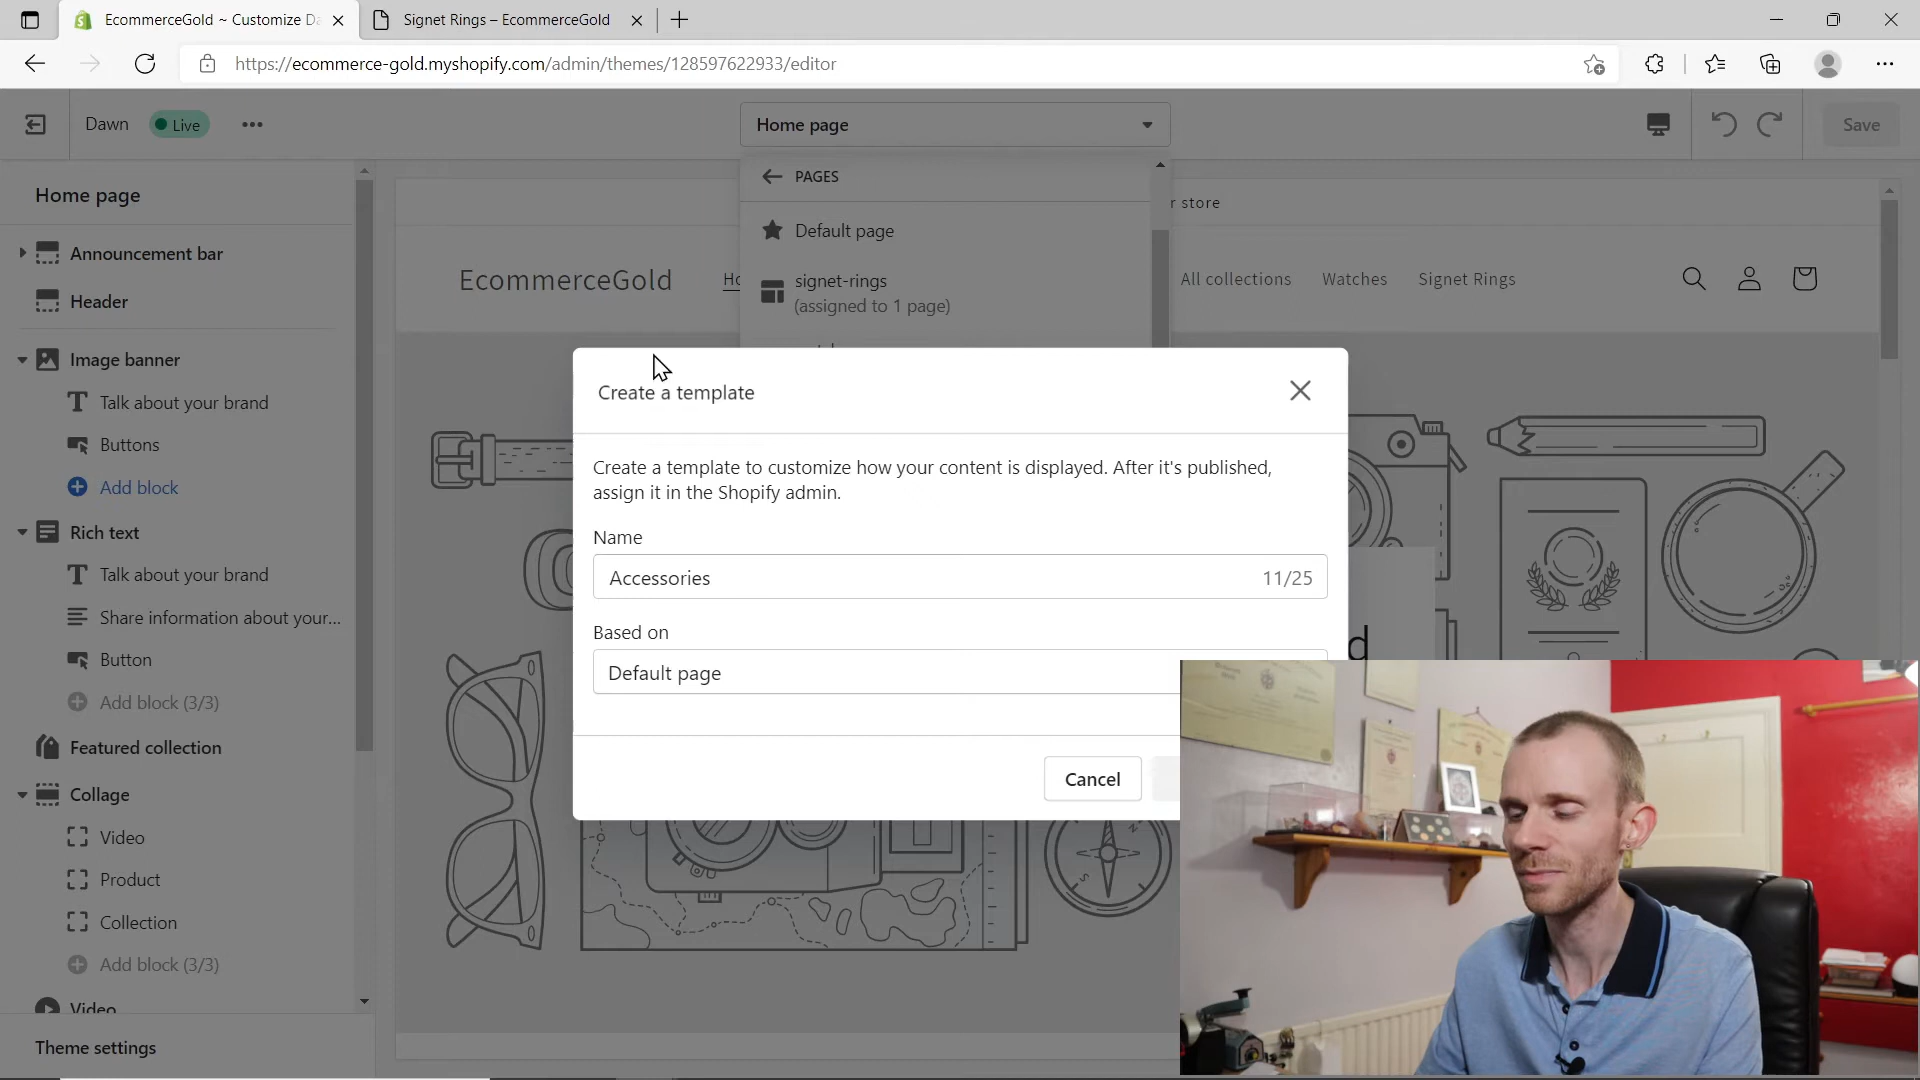 EcommerceGold ~ Customize Da
Signet Rings – EcommerceGold
https://ecommerce-gold.myshopify.com/admin/themes/128597622933/editor
Dawn
Live
Home page
Save
Home page
Announcement bar
Header
Image banner
Talk about your brand
Buttons
Add block
Rich text
Talk about your brand
Share information about your...
Button
Add block (3/3)
Featured collection
Collage
Video
Product
Collection
Add block (3/3)
Video
Theme settings
PAGES
Default page
signet-rings
(assigned to 1 page)
r store
EcommerceGold
Ho
All collections
Watches
Signet Rings
Create a template
Create a template to customize how your content is displayed. After it's published,
assign it in the Shopify admin.
Name
Accessories
11/25
Based on
Default page
Cancel
d